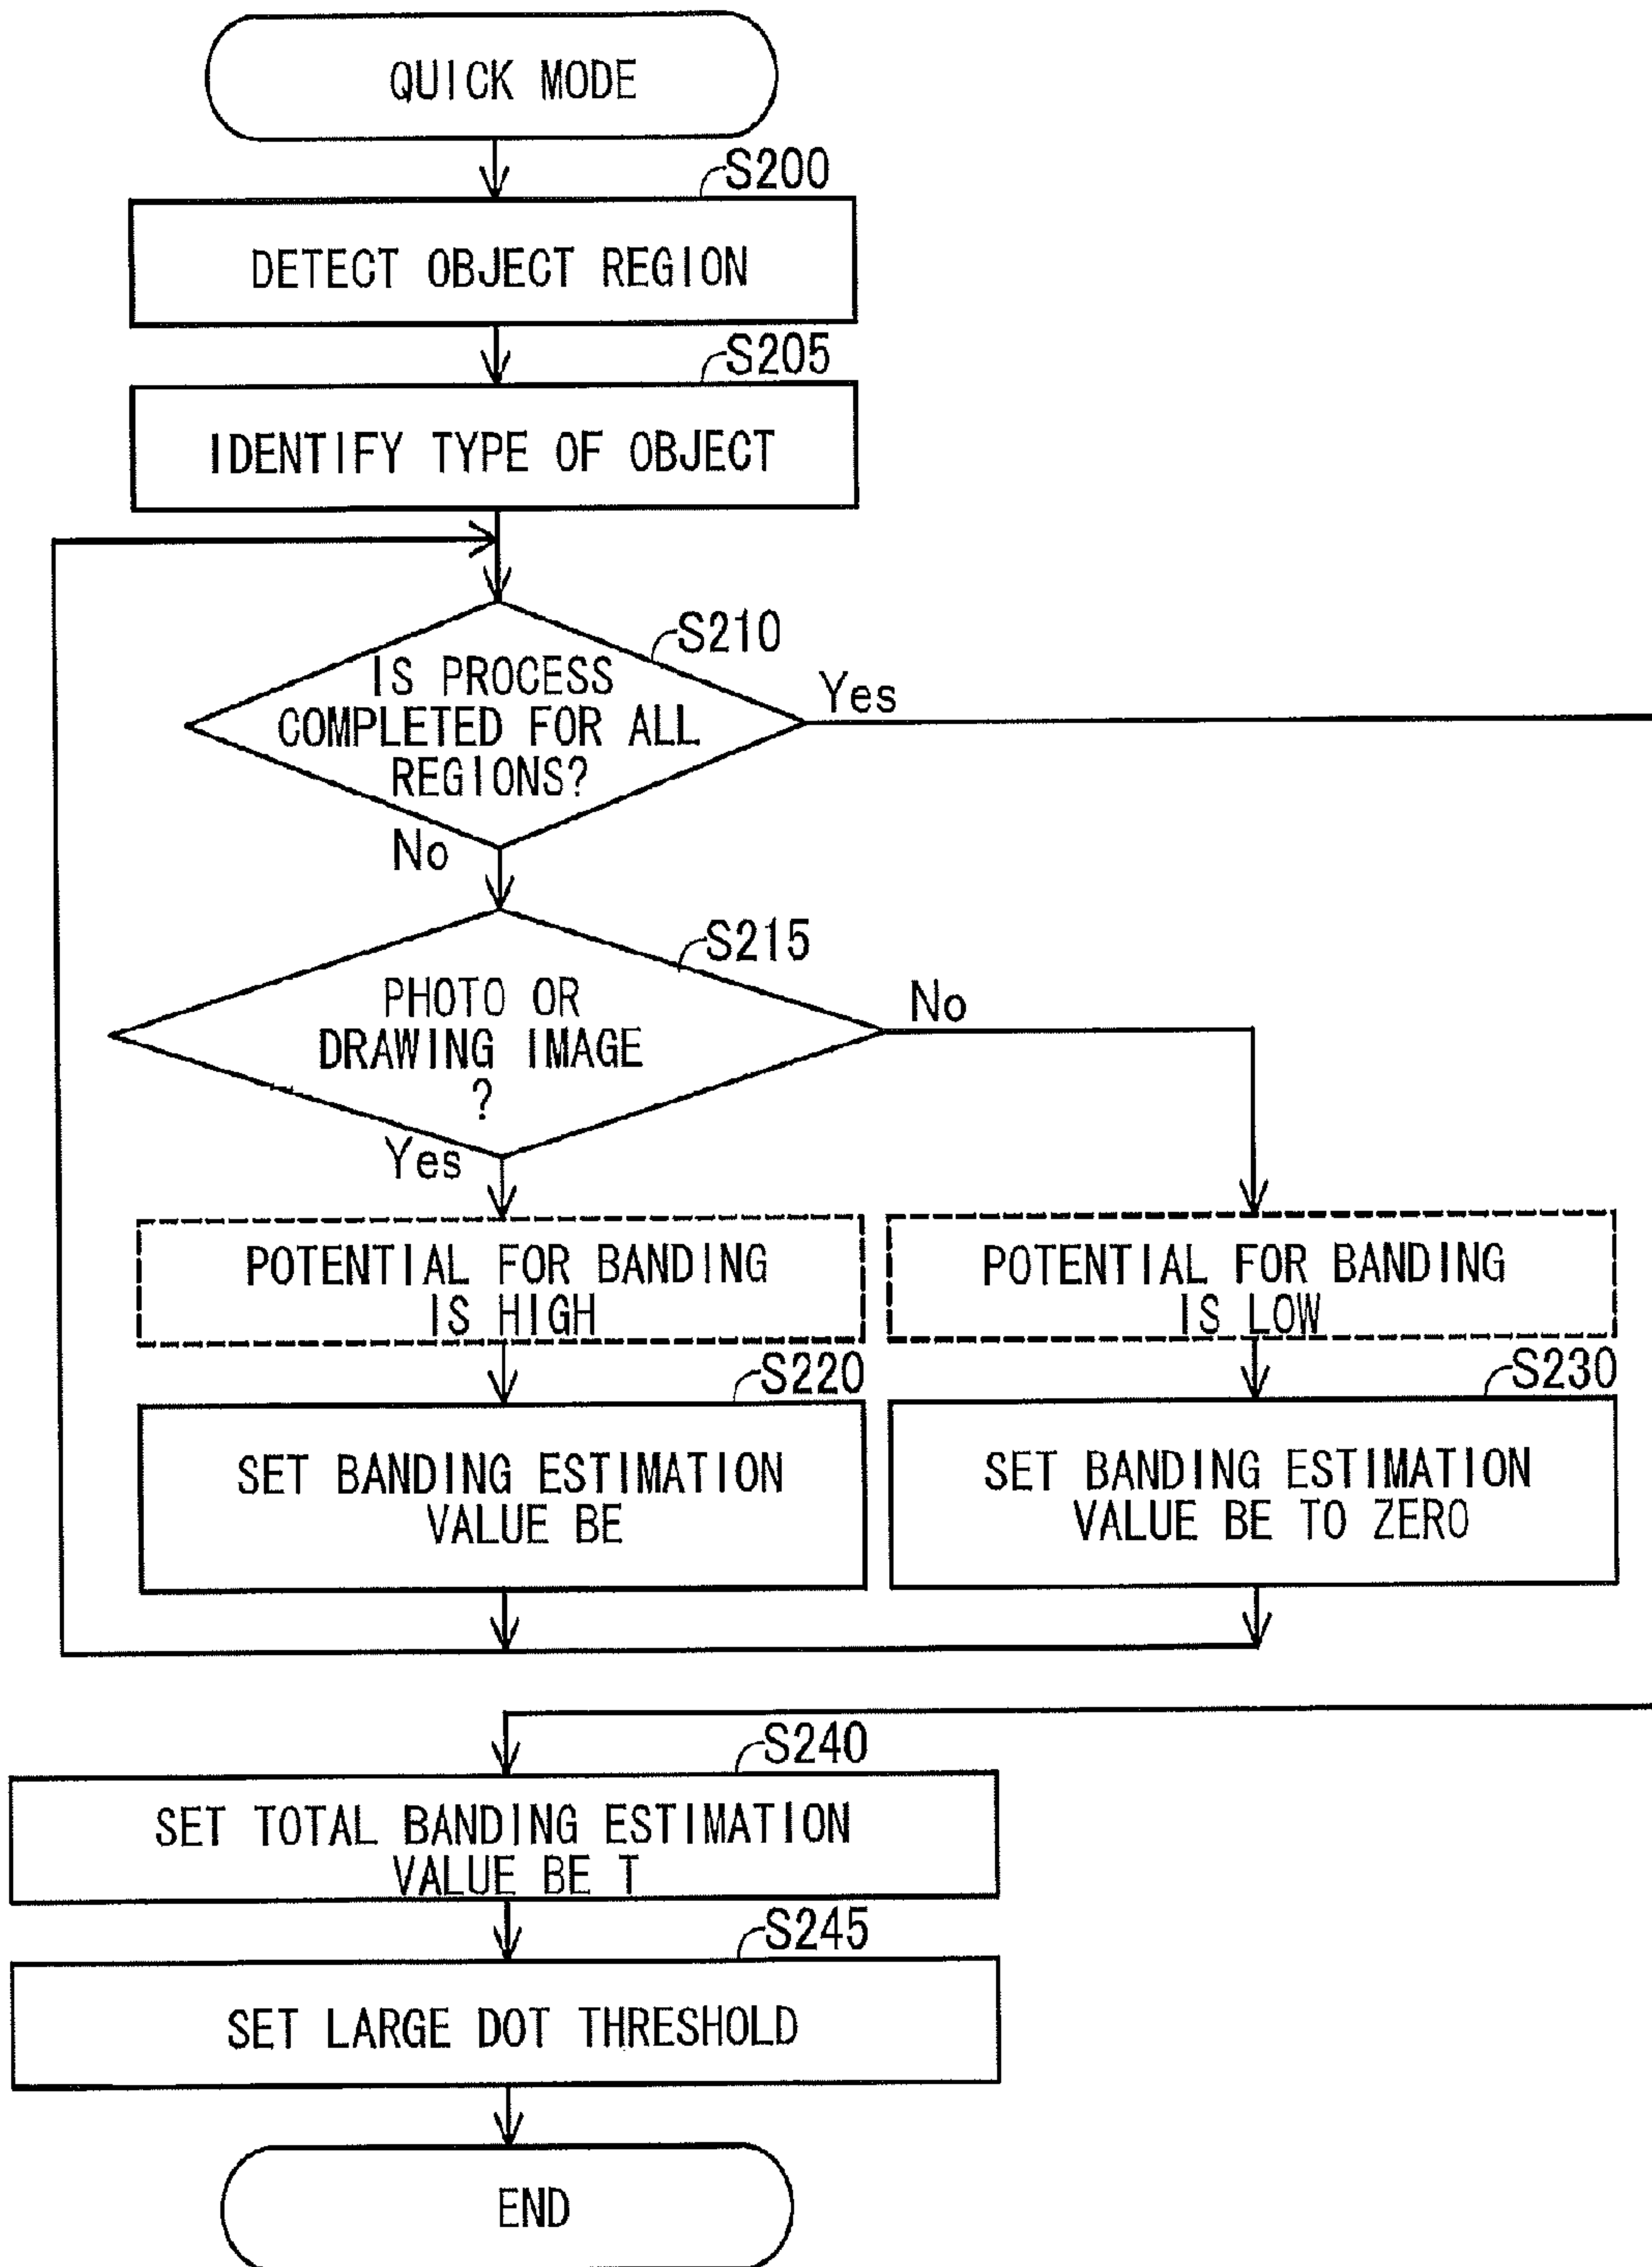 QUICK MODE
S200
DETECT OBJECT REGION
S205
IDENTIFY TYPE OF OBJECT
S210
IS PROCESS
COMPLETED FOR ALL
REGIONS?
Yes
No
S215
PHOTO OR
DRAWING IMAGE
?
No
Yes
POTENTIAL FOR BANDING
IS HIGH
POTENTIAL FOR BANDING
IS LOW
S220
SET BANDING ESTIMATION
VALUE BE
S230
SET BANDING ESTIMATION
VALUE BE TO ZERO
S240
SET TOTAL BANDING ESTIMATION
VALUE BE T
S245
SET LARGE DOT THRESHOLD
END